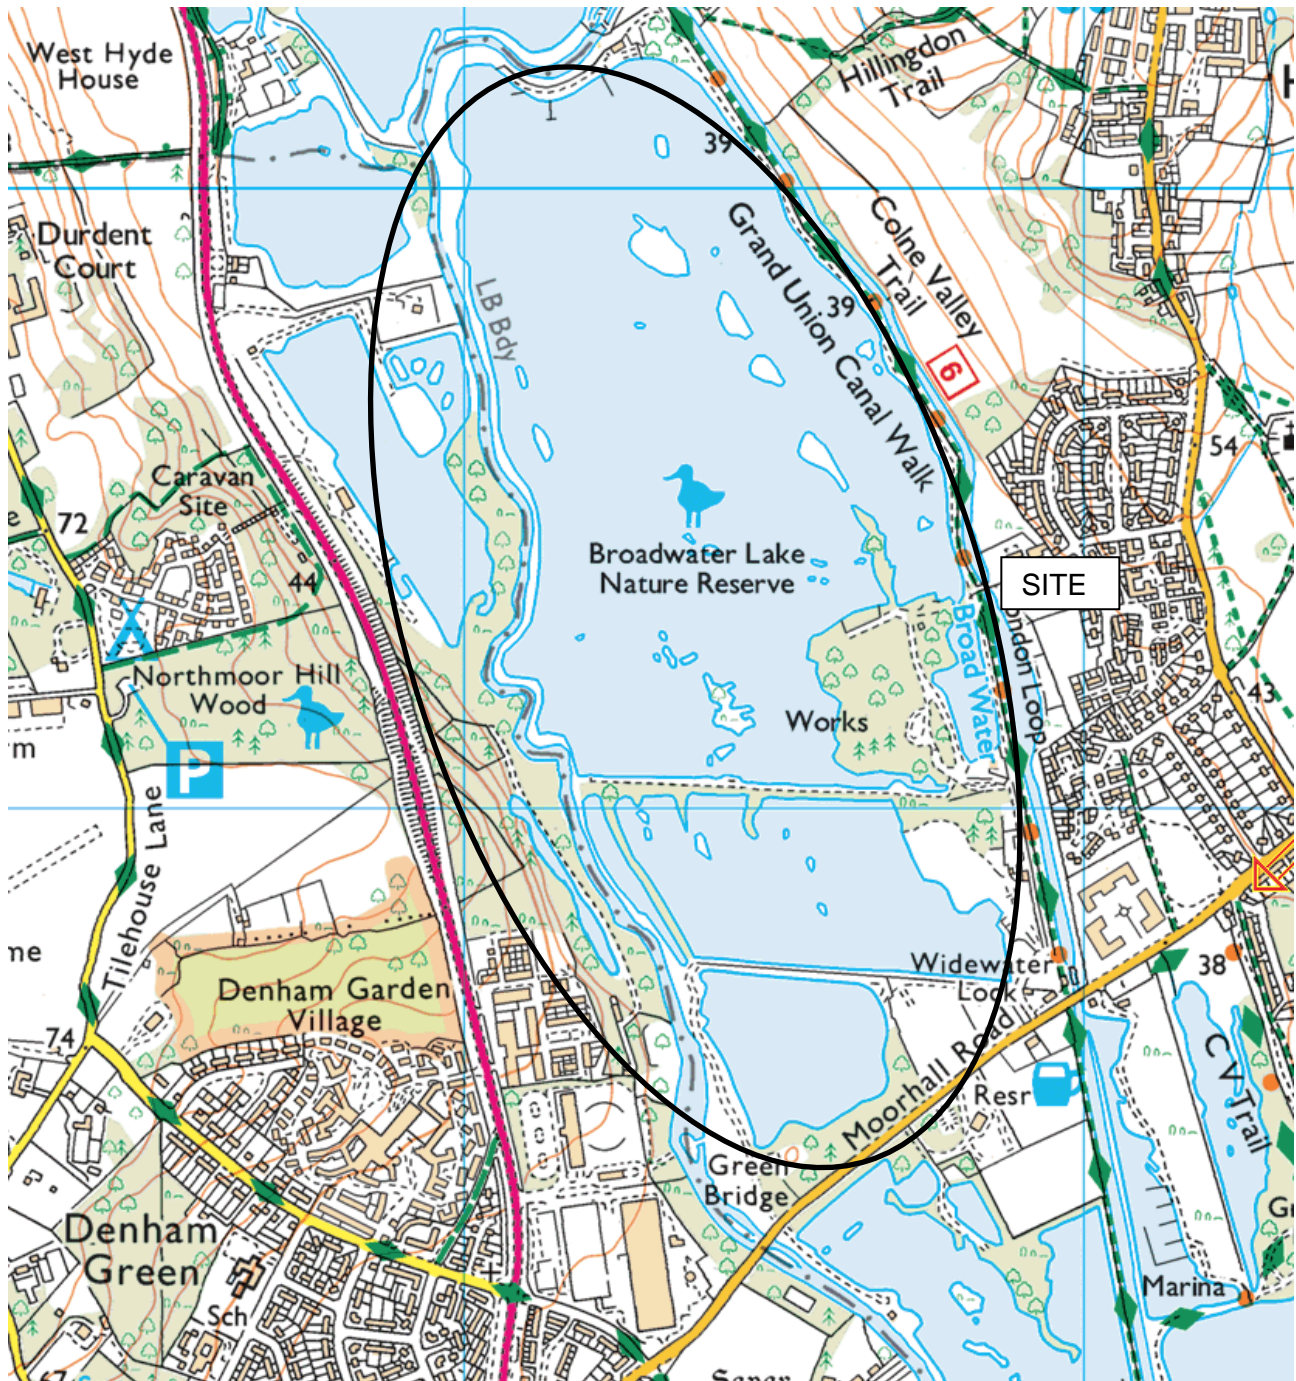 West Hyde
House
Hillingdon
Trail
39
Durdent
Court
Colne Valley
Trail
Grand Union Canal Walk
LB Bdy
39
6
54
Caravan
Site
72
44
Broadwater Lake
Nature Reserve
SITE
London Loop
Broad Water
Northmoor Hill
Wood
Works
43
P
Tilehouse Lane
Denham Garden
Village
Widewater
Lock
38
74
Moorhall Road
Resr
C V Trail
Green
Bridge
Denham
Green
Sch
Marina